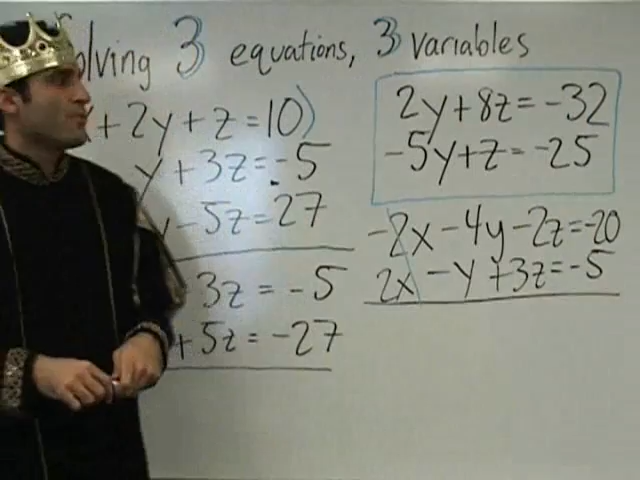 olving 3 equations, 3 variables
x + 2y + z = 10)
y + 3z = -5
y - 5z = 27
3z = -5
+ 5z = -27
2y + 8z = -32
-5y + z = -25
-2x - 4y - 2z = -20
2x - y + 3z = -5